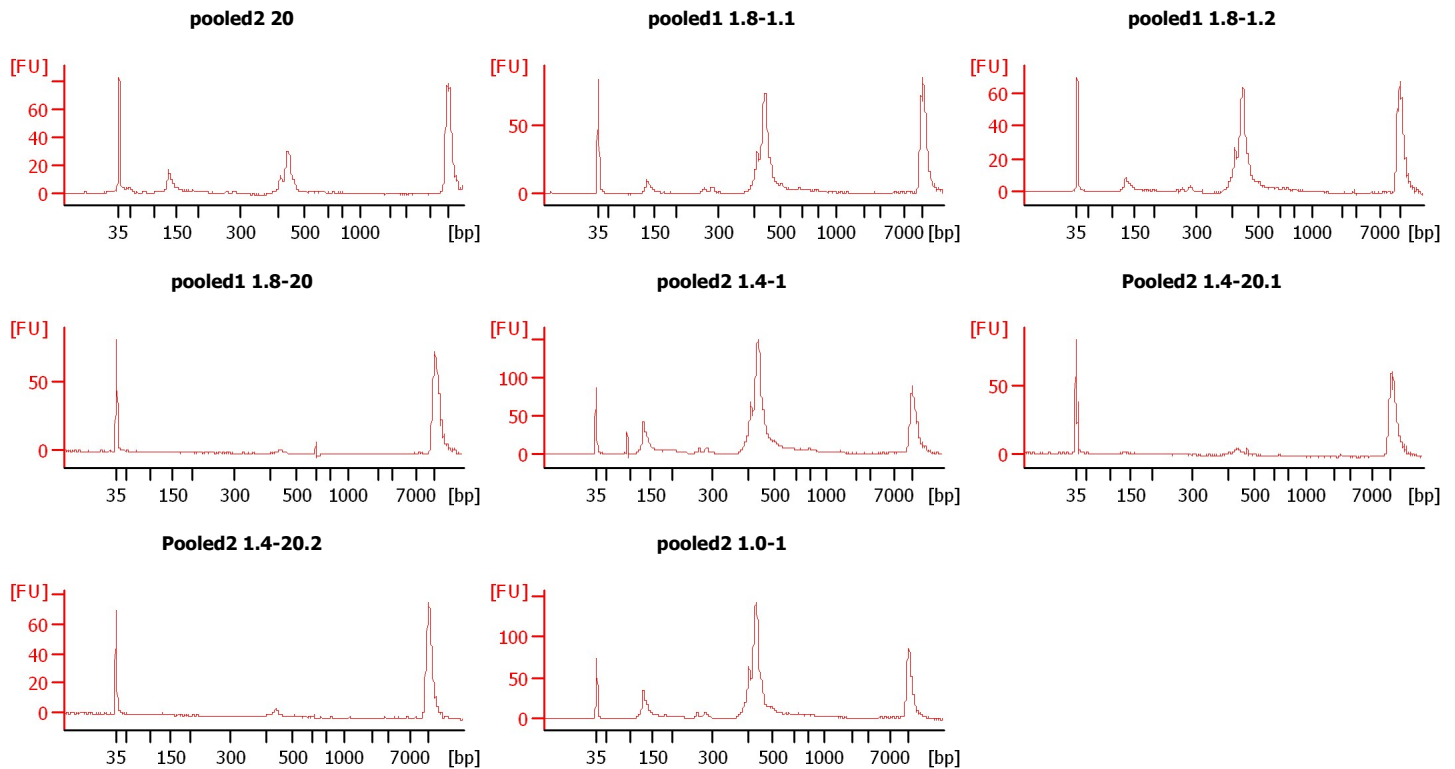 pooled2 20
pooled1 1.8-1.1
pooled1 1.8-1.2
[FU]
60
40
20
0
35 150 300 500 1000 [bp]
[FU]
50
0
35 150 300 500 1000 7000 [bp]
[FU]
60
40
20
0
35 150 300 500 1000 7000 [bp]
pooled1 1.8-20
pooled2 1.4-1
Pooled2 1.4-20.1
[FU]
50
0
35 150 300 500 1000 7000 [bp]
[FU]
100
50
0
35 150 300 500 1000 7000 [bp]
[FU]
50
0
35 150 300 500 1000 7000 [bp]
Pooled2 1.4-20.2
pooled2 1.0-1
[FU]
60
40
20
0
35 150 300 500 1000 7000 [bp]
[FU]
100
50
0
35 150 300 500 1000 7000 [bp]